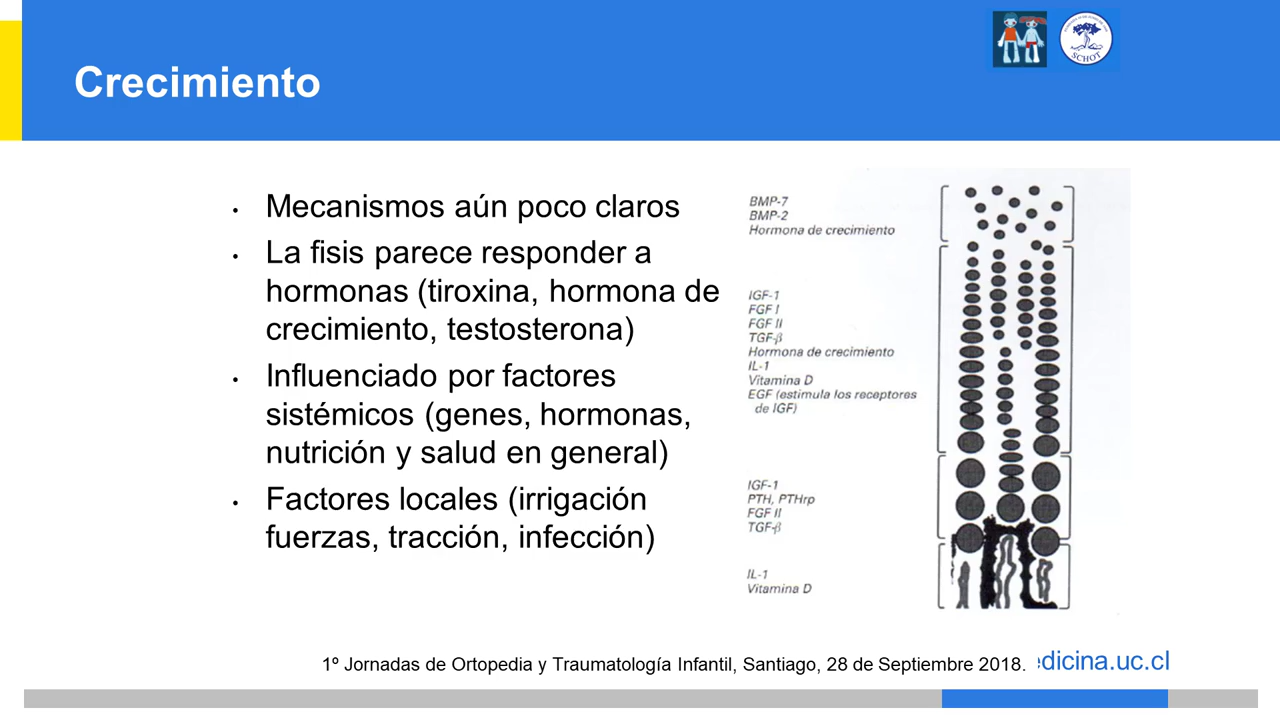 Crecimiento
SCHOT
• Mecanismos aún poco claros
• La fisis parece responder a
hormonas (tiroxina, hormona de
crecimiento, testosterona)
• Influenciado por factores
sistémicos (genes, hormonas,
nutrición y salud en general)
• Factores locales (irrigación
fuerzas, tracción, infección)
BMP-7
BMP-2
Hormona de crecimiento
IGF-1
FGF I
FGF II
TGF-β
Hormona de crecimiento
IL-1
Vitamina D
EGF (estimula los receptores
de IGF)
IGF-1
PTH, PTHrp
FGF II
TGF-β
IL-1
Vitamina D
1º Jornadas de Ortopedia y Traumatología Infantil, Santiago, 28 de Septiembre 2018.
edicina.uc.cl